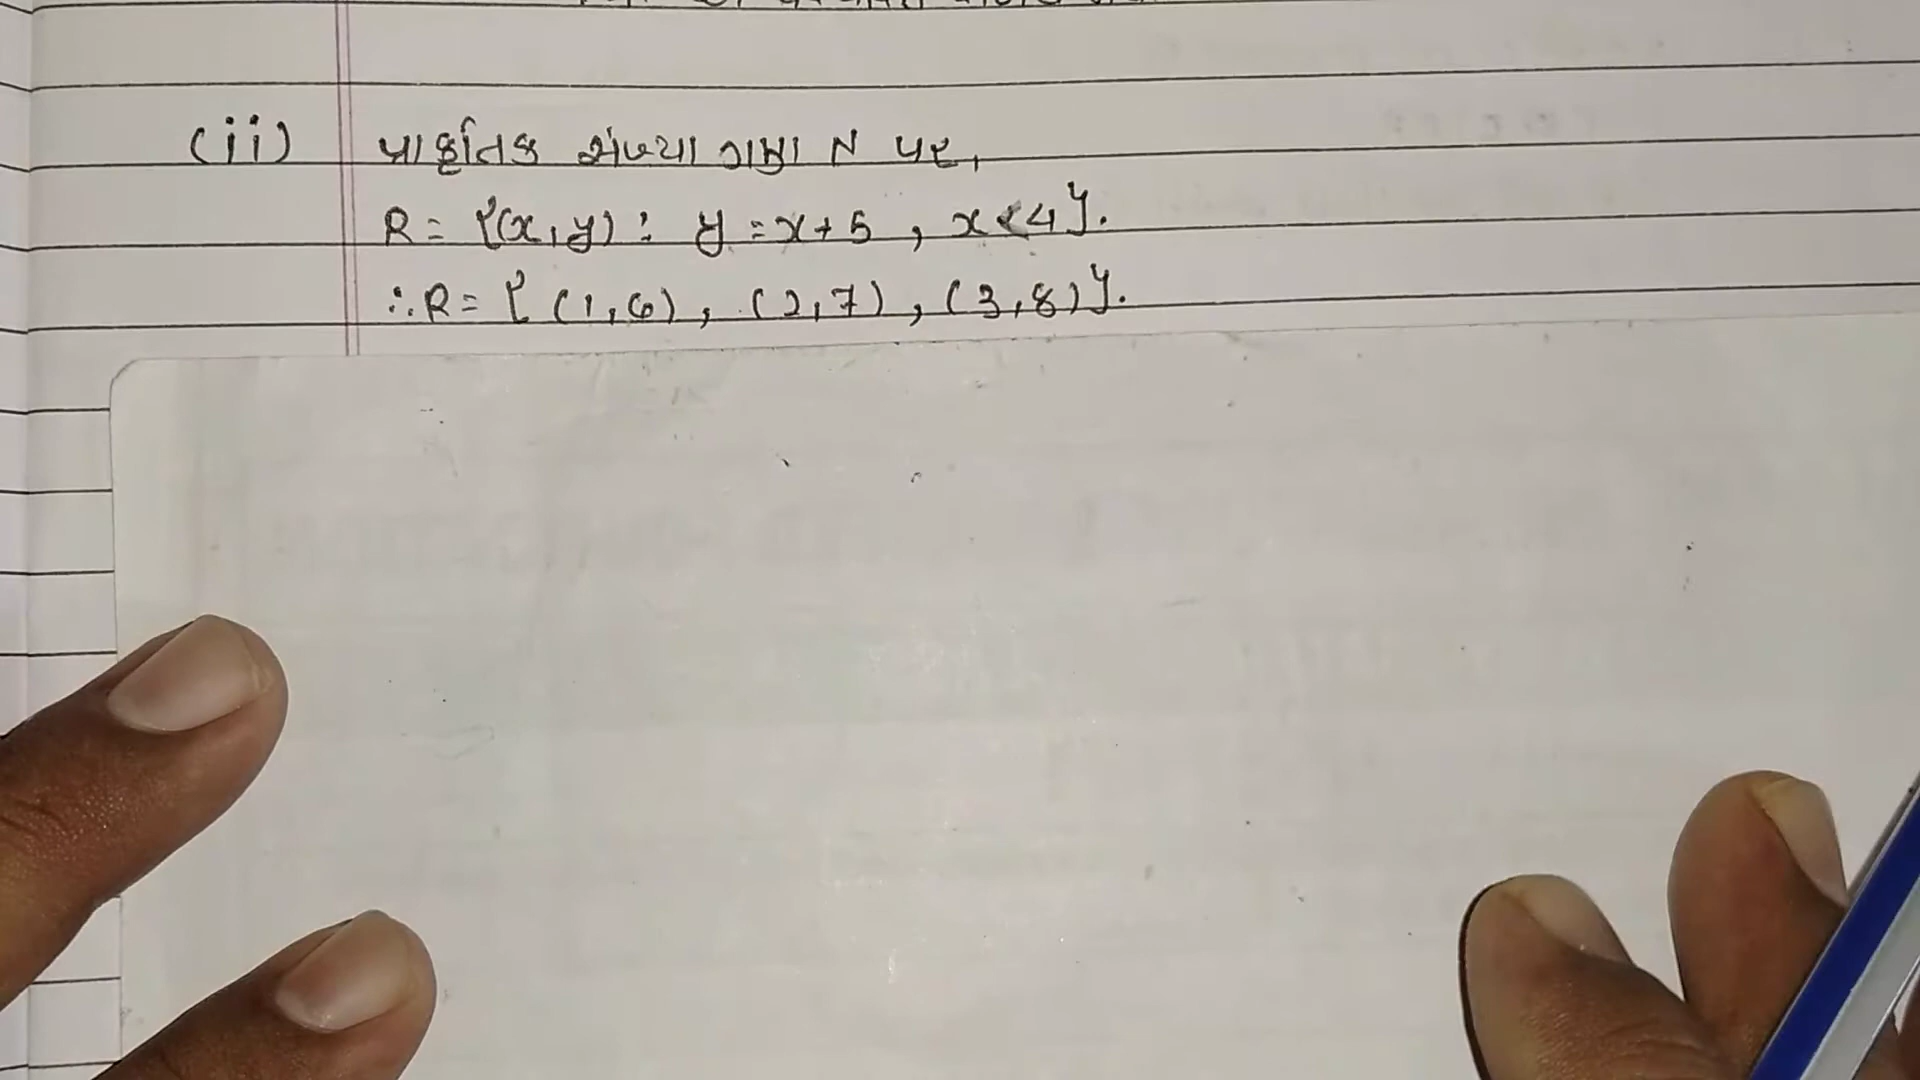 (ii) પ્રાકૃતિક સંખ્યા ગણ N પર,
R = {(x,y) : y = x+5 , x<4}.
∴ R = { (1,6) , (2,7) , (3,8)}.